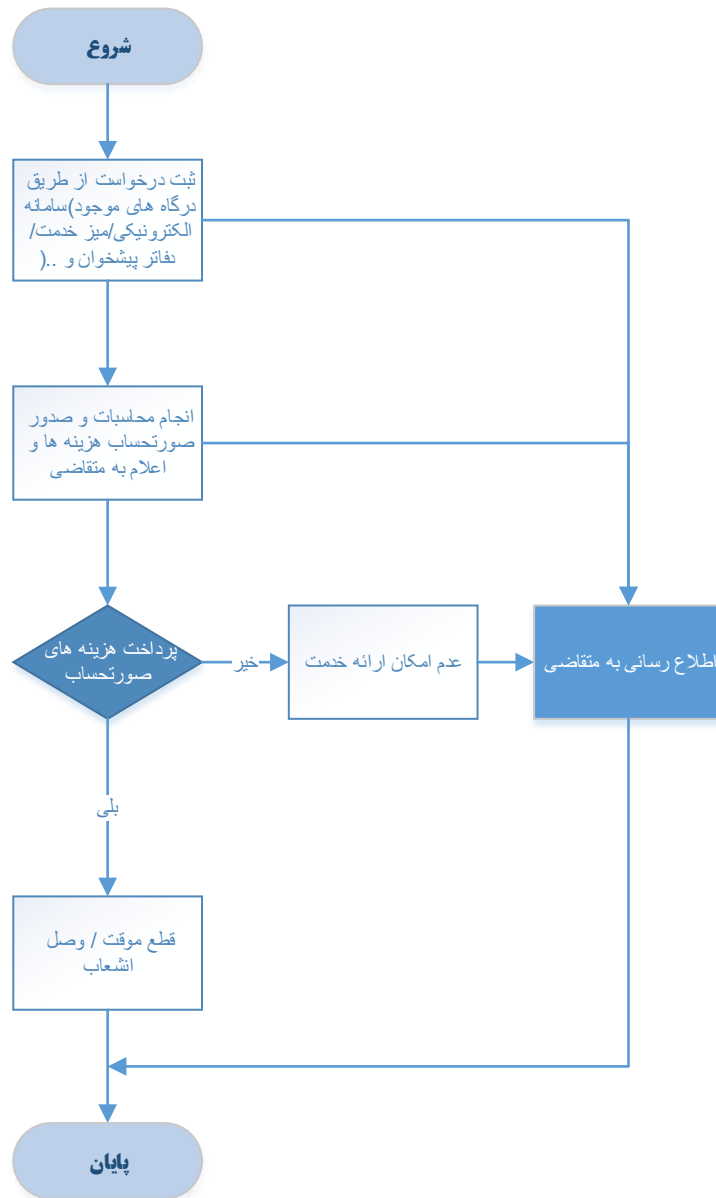 شروع
ثبت درخواست از طریق
درگاه های موجود)سامانه
الکترونیکی/میز خدمت/
دفاتر پیشخوان و ..(
انجام محاسبات و صدور
صورتحساب هزینه ها و
اعلام به متقاضی
پرداخت هزینه های
صورتحساب
خیر
عدم امکان ارائه خدمت
اطلاع رسانی به متقاضی
بلی
قطع موقت / وصل
انشعاب
پایان